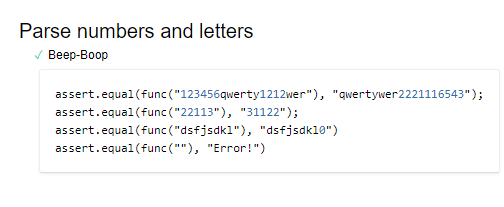 Parse numbers and letters
✓ Beep-Boop
assert.equal(func("123456qwerty1212wer"), "qwertywer2221116543");
assert.equal(func("22113"), "31122");
assert.equal(func("dsfjsdkl"), "dsfjsdkl0")
assert.equal(func(""), "Error!")